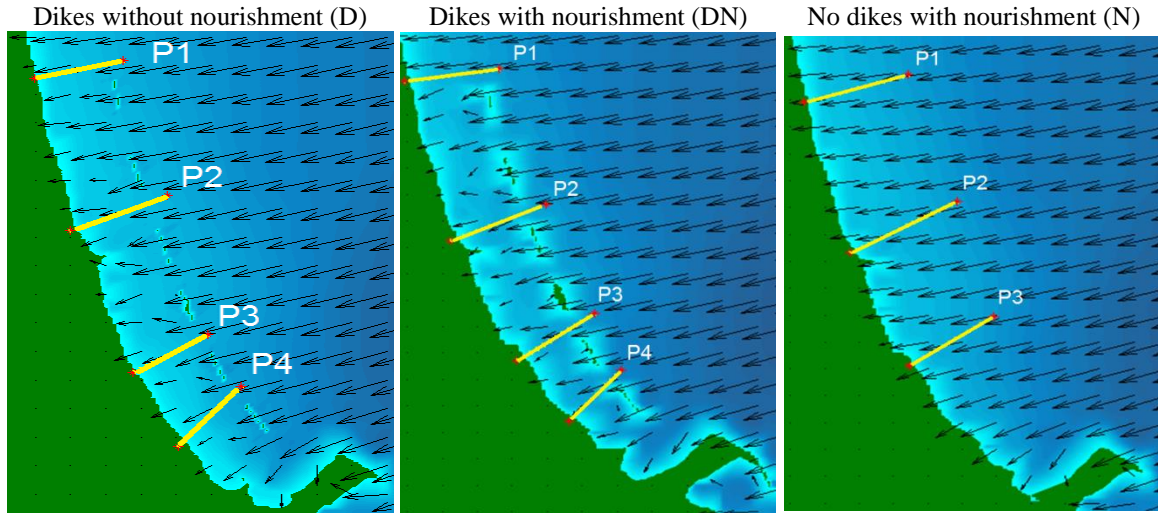 Dikes without nourishment (D)
Dikes with nourishment (DN)
No dikes with nourishment (N)
P1
P2
P3
P4
P1
P2
P3
P4
P1
P2
P3